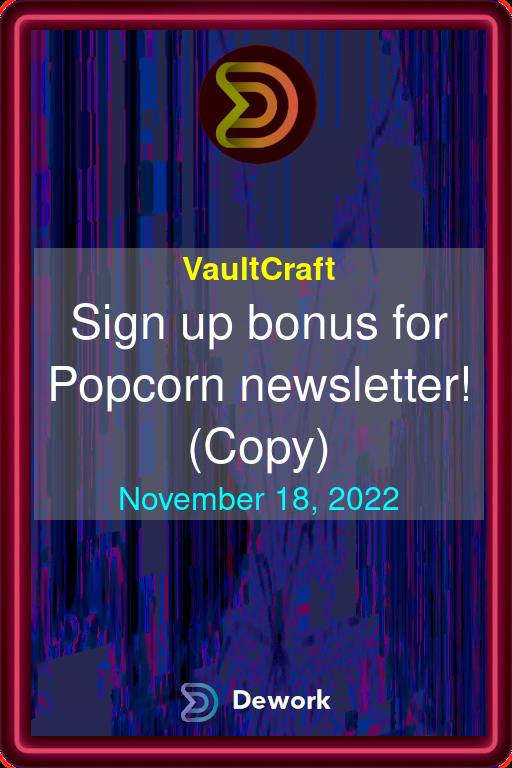 VaultCraft
Sign up bonus for
Popcorn newsletter!
(Copy)
November 18, 2022
Dework